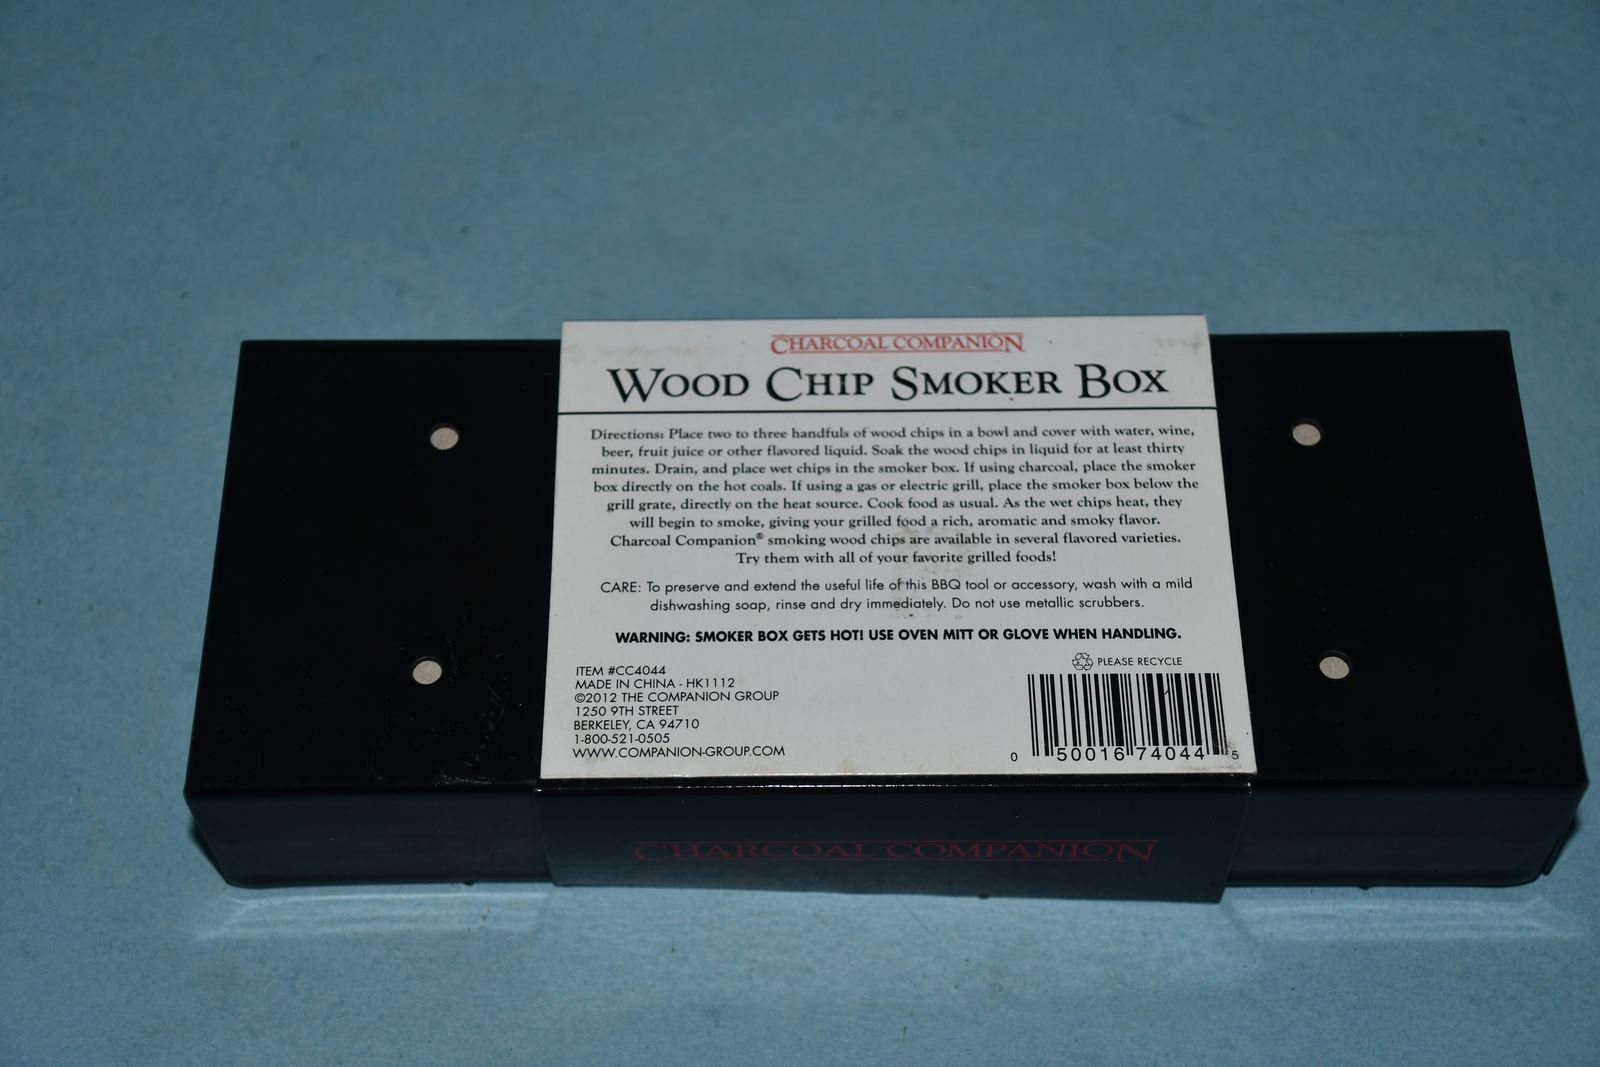 CHARCOAL COMPANION
WOOD CHIP SMOKER BOX
Directions: Place two to three handfuls of wood chips in a bowl and cover with water, wine,
beer, fruit juice or other flavored liquid. Soak the wood chips in liquid for at least thirty
minutes. Drain, and place wet chips in the smoker box. If using charcoal, place the smoker
box directly on the hot coals. If using a gas or electric grill, place the smoker box below the
grill grate, directly on the heat source. Cook food as usual. As the wet chips heat, they
will begin to smoke, giving your grilled food a rich, aromatic and smoky flavor.
Charcoal Companion® smoking wood chips are available in several flavored varieties.
Try them with all of your favorite grilled foods!
CARE: To preserve and extend the useful life of this BBQ tool or accessory, wash with a mild
dishwashing soap, rinse and dry immediately. Do not use metallic scrubbers.
WARNING: SMOKER BOX GETS HOT! USE OVEN MITT OR GLOVE WHEN HANDLING.
ITEM #CC4044
MADE IN CHINA - HK1112
©2012 THE COMPANION GROUP
1250 9TH STREET
BERKELEY, CA 94710
1-800-521-0505
WWW.COMPANION-GROUP.COM
PLEASE RECYCLE
0 50016 74044 5
CHARCOAL COMPANION